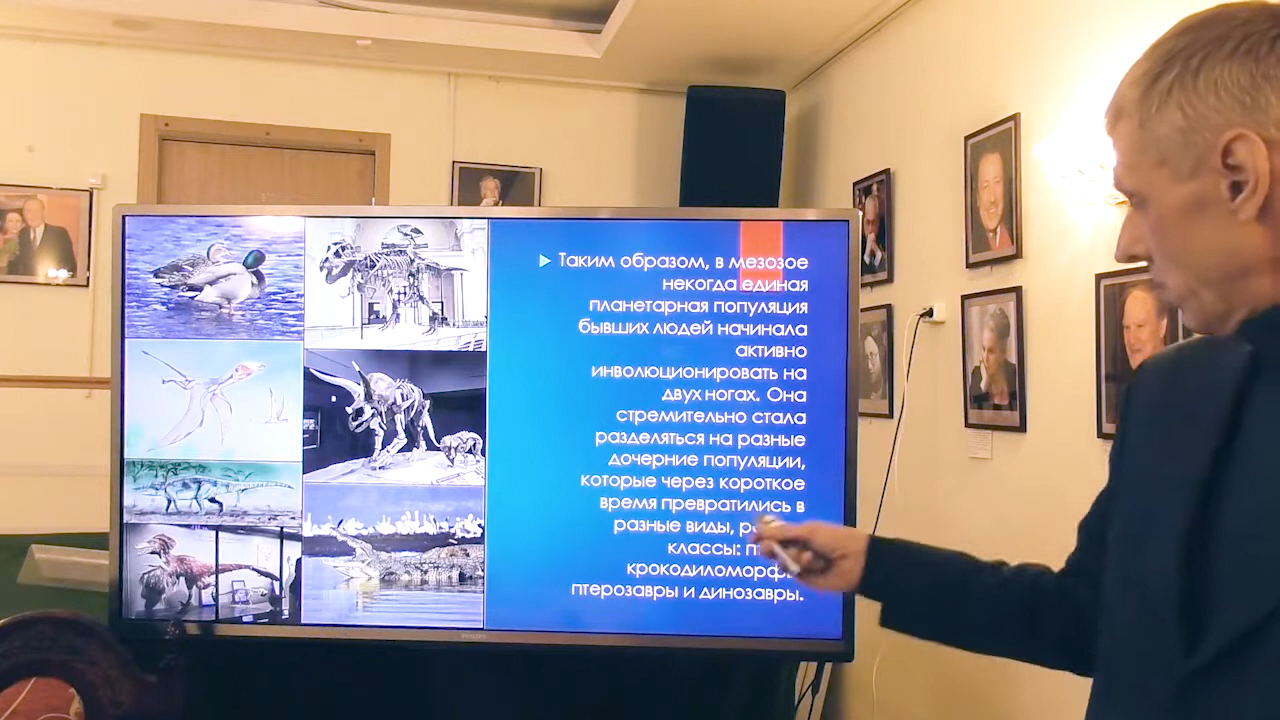 Таким образом, в мезозое
некогда единая
планетарная популяция
бывших людей начинала
активно
инволюционировать на
двух ногах. Она
стремительно стала
разделяться на разные
дочерние популяции,
которые через короткое
время превратились в
разные виды,
классы:
крокодиломорфы
птерозавры и динозавры.
PHILIPS